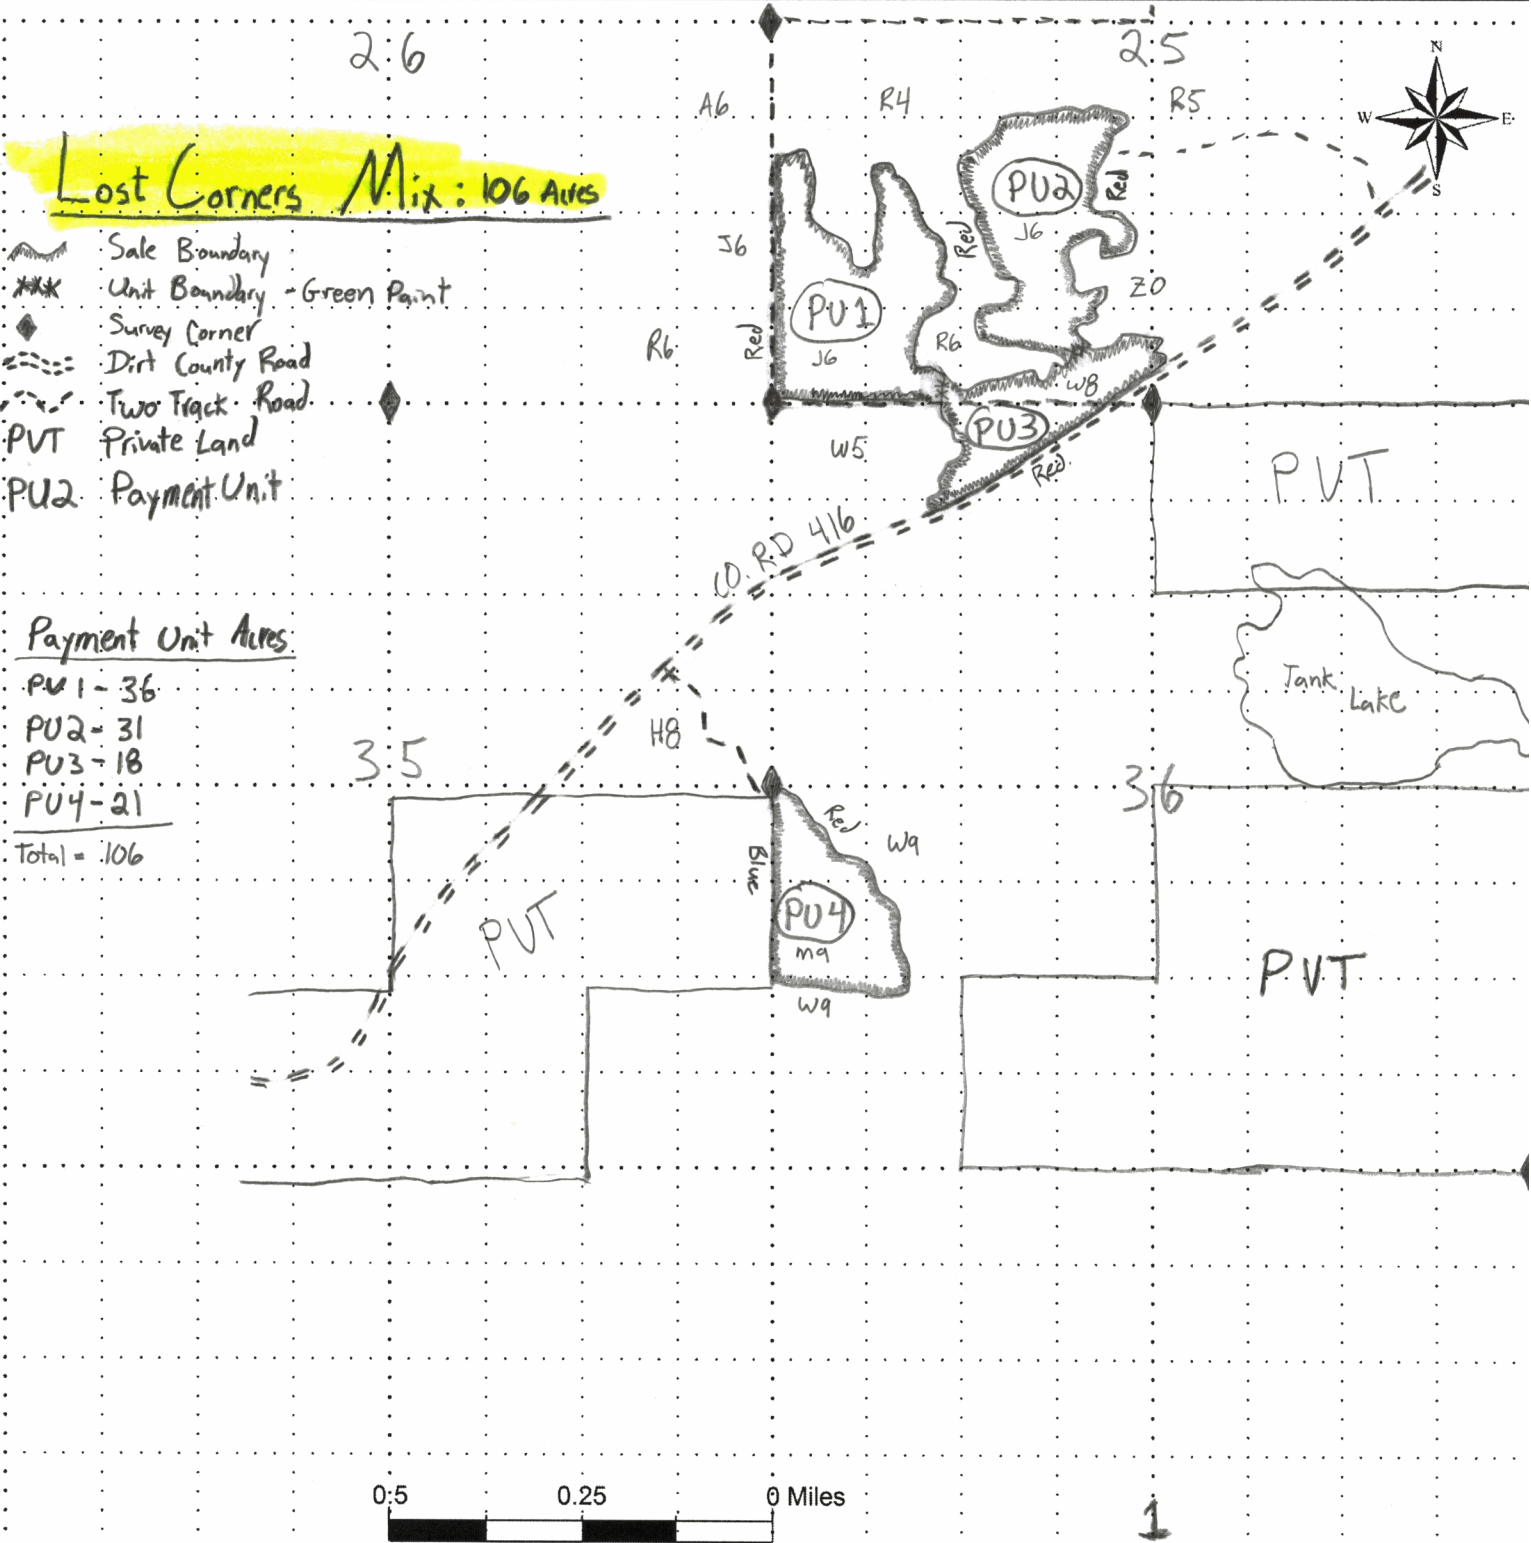 26
25
N
W E
S
A6
R4
R5
Lost Corners Mix: 106 Acres
PU2
Red
J6
Red
Sale Boundary
J6
Unit Boundary - Green Paint
Z0
PU1
Survey Corner
R6
Red
J6
R6
Dirt County Road
W8
Two Track Road
PVT Private Land
W5
PU3
Red
PVT
PU2 Payment Unit
CO. RD 416
Payment Unit Acres
PU1 - 36
PU2 - 31
PU3 - 18
PU4 - 21
Total = 106
Tank Lake
H8
35
36
Red
W9
Blue
PU4
M9
W9
PVT
PVT
0.5 0.25 0 Miles
1